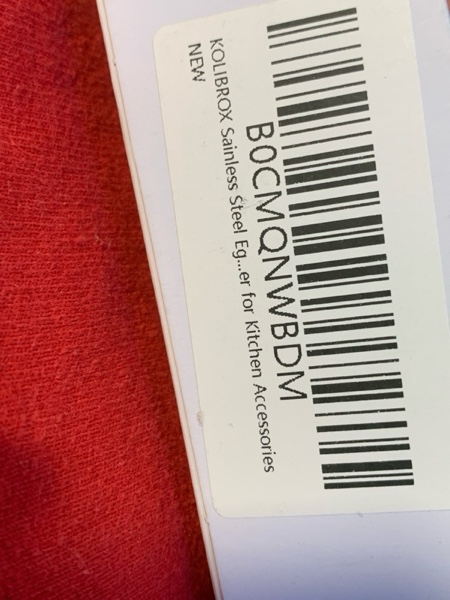 B0CMQNWBDM
KOLIBROX Sainless Steel Eg...er for Kitchen Accessories
NEW